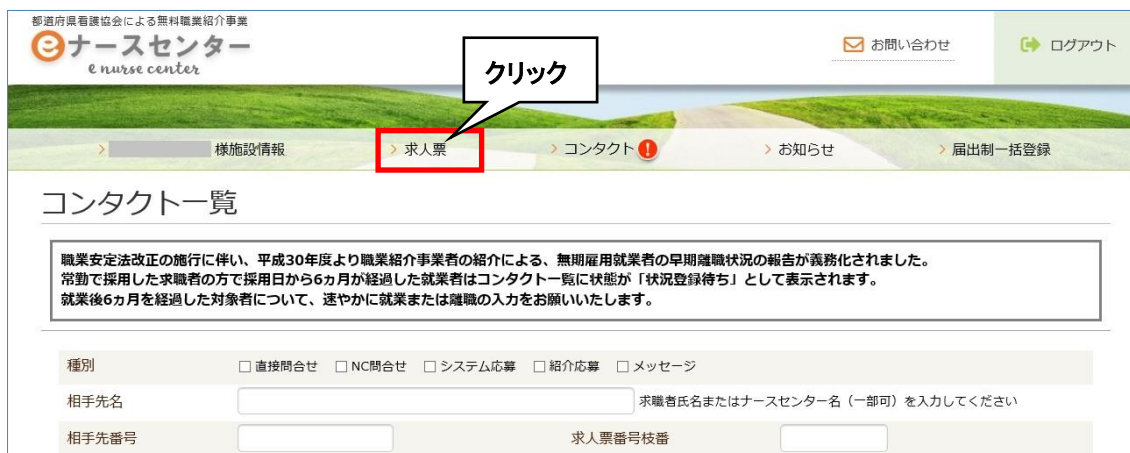 都道府県看護協会による無料職業紹介事業
eナースセンター
e nurse center
クリック
お問い合わせ
ログアウト
> 様施設情報
> 求人票
> コンタクト !
> お知らせ
> 届出制一括登録
コンタクト一覧
職業安定法改正の施行に伴い、平成30年度より職業紹介事業者の紹介による、無期雇用就業者の早期離職状況の報告が義務化されました。
常勤で採用した求職者の方で採用日から6ヵ月が経過した就業者はコンタクト一覧に状態が「状況登録待ち」として表示されます。
就業後6ヵ月を経過した対象者について、速やかに就業または離職の入力をお願いいたします。
種別 直接問合せ NC問合せ システム応募 紹介応募 メッセージ
相手先名 求職者氏名またはナースセンター名（一部可）を入力してください
相手先番号 求人票番号枝番